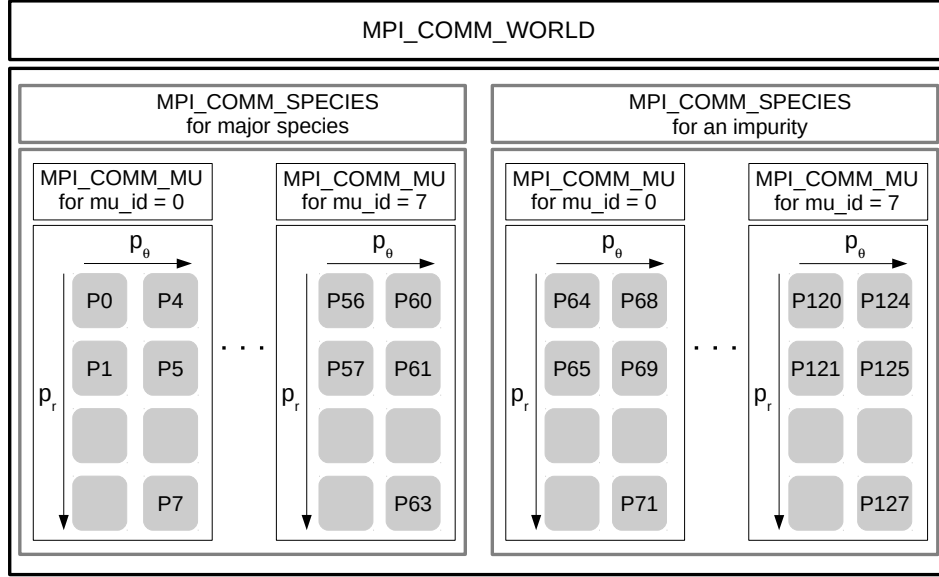 MPI_COMM_WORLD
MPI_COMM_SPECIES
for major species
MPI_COMM_SPECIES
for an impurity
MPI_COMM_MU
for mu_id = 0
MPI_COMM_MU
for mu_id = 7
MPI_COMM_MU
for mu_id = 0
MPI_COMM_MU
for mu_id = 7
pθ
pθ
pθ
pθ
P0 P4
P56 P60
P64 P68
P120 P124
P1 P5
. . .
P57 P61
P65 P69
. . .
P121 P125
pr
pr
pr
pr
P7
P63
P71
P127